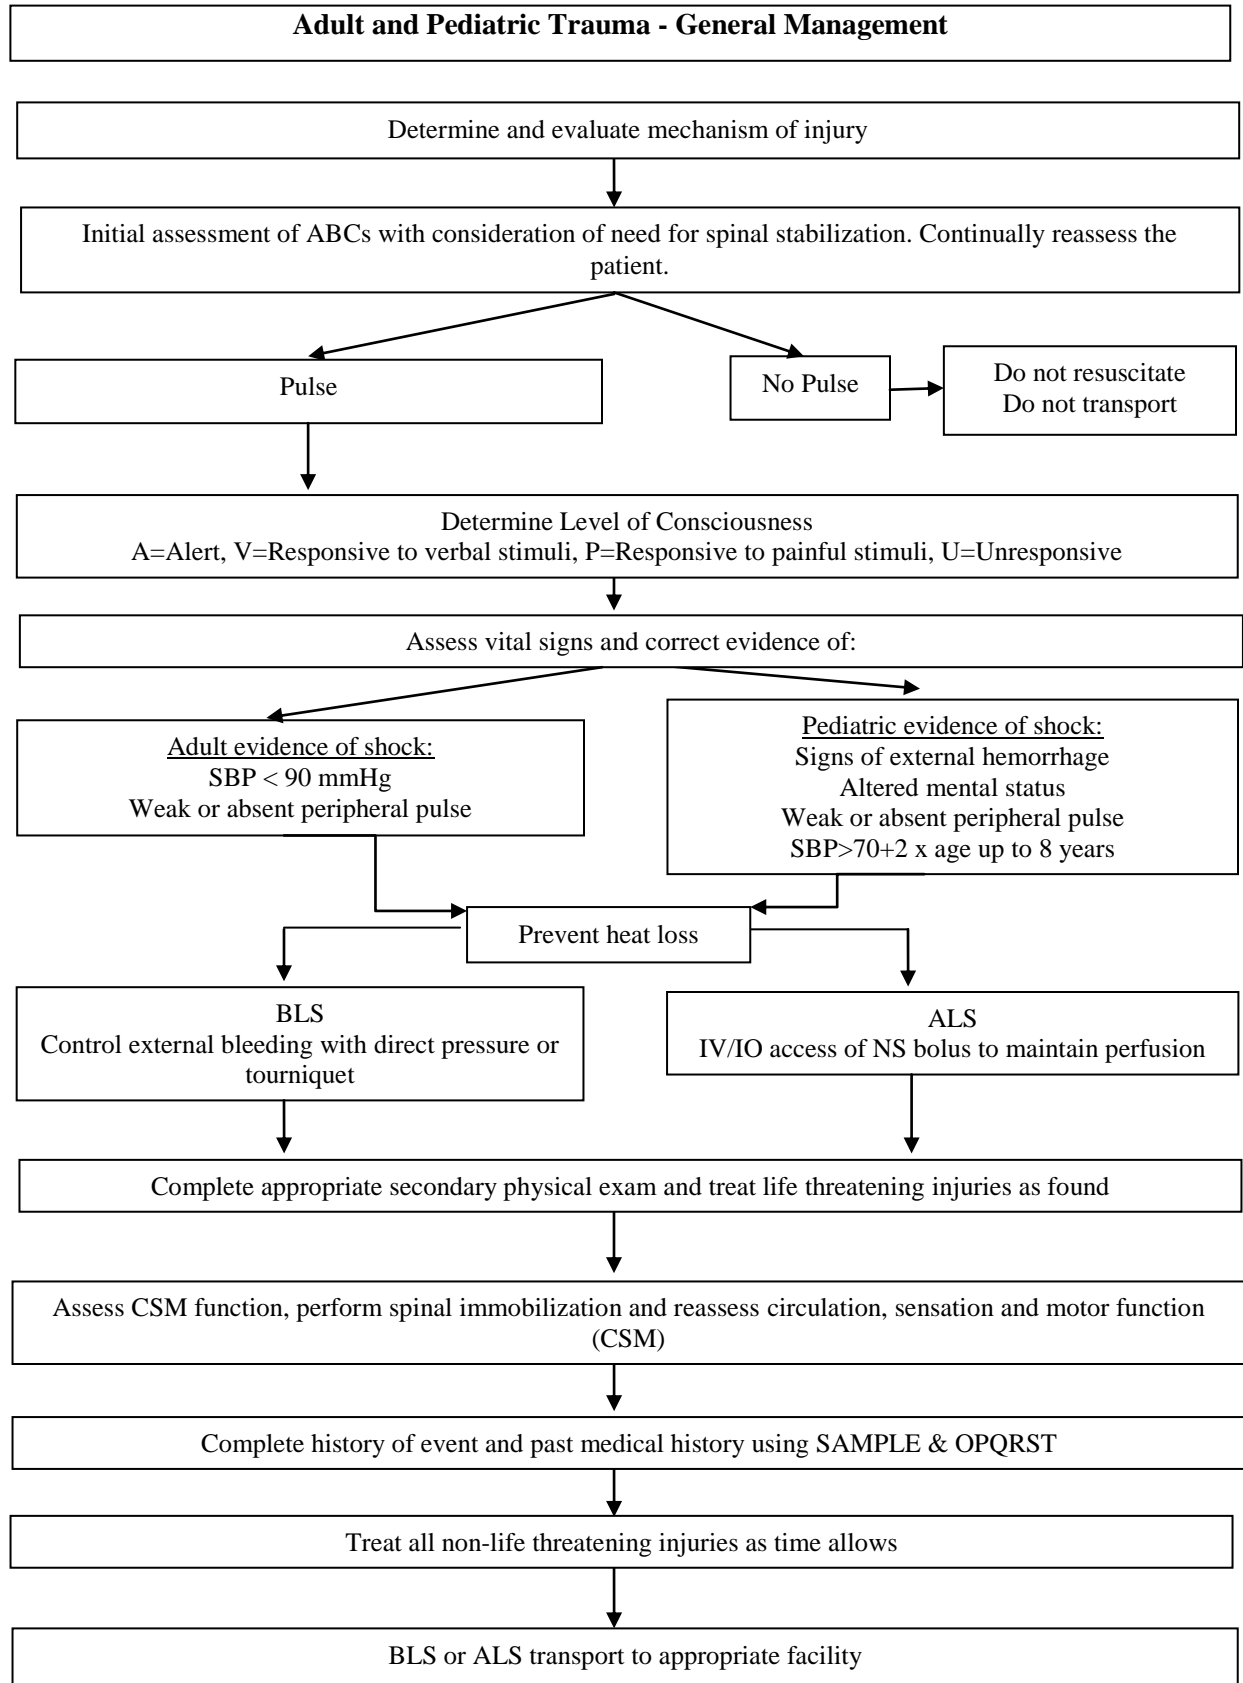 Adult and Pediatric Trauma - General Management
Determine and evaluate mechanism of injury
Initial assessment of ABCs with consideration of need for spinal stabilization. Continually reassess the
patient.
Pulse
No Pulse
Do not resuscitate
Do not transport
Determine Level of Consciousness
A=Alert, V=Responsive to verbal stimuli, P=Responsive to painful stimuli, U=Unresponsive
Assess vital signs and correct evidence of:
Adult evidence of shock:
SBP < 90 mmHg
Weak or absent peripheral pulse
Pediatric evidence of shock:
Signs of external hemorrhage
Altered mental status
Weak or absent peripheral pulse
SBP>70+2 x age up to 8 years
Prevent heat loss
BLS
Control external bleeding with direct pressure or
tourniquet
ALS
IV/IO access of NS bolus to maintain perfusion
Complete appropriate secondary physical exam and treat life threatening injuries as found
Assess CSM function, perform spinal immobilization and reassess circulation, sensation and motor function
(CSM)
Complete history of event and past medical history using SAMPLE & OPQRST
Treat all non-life threatening injuries as time allows
BLS or ALS transport to appropriate facility